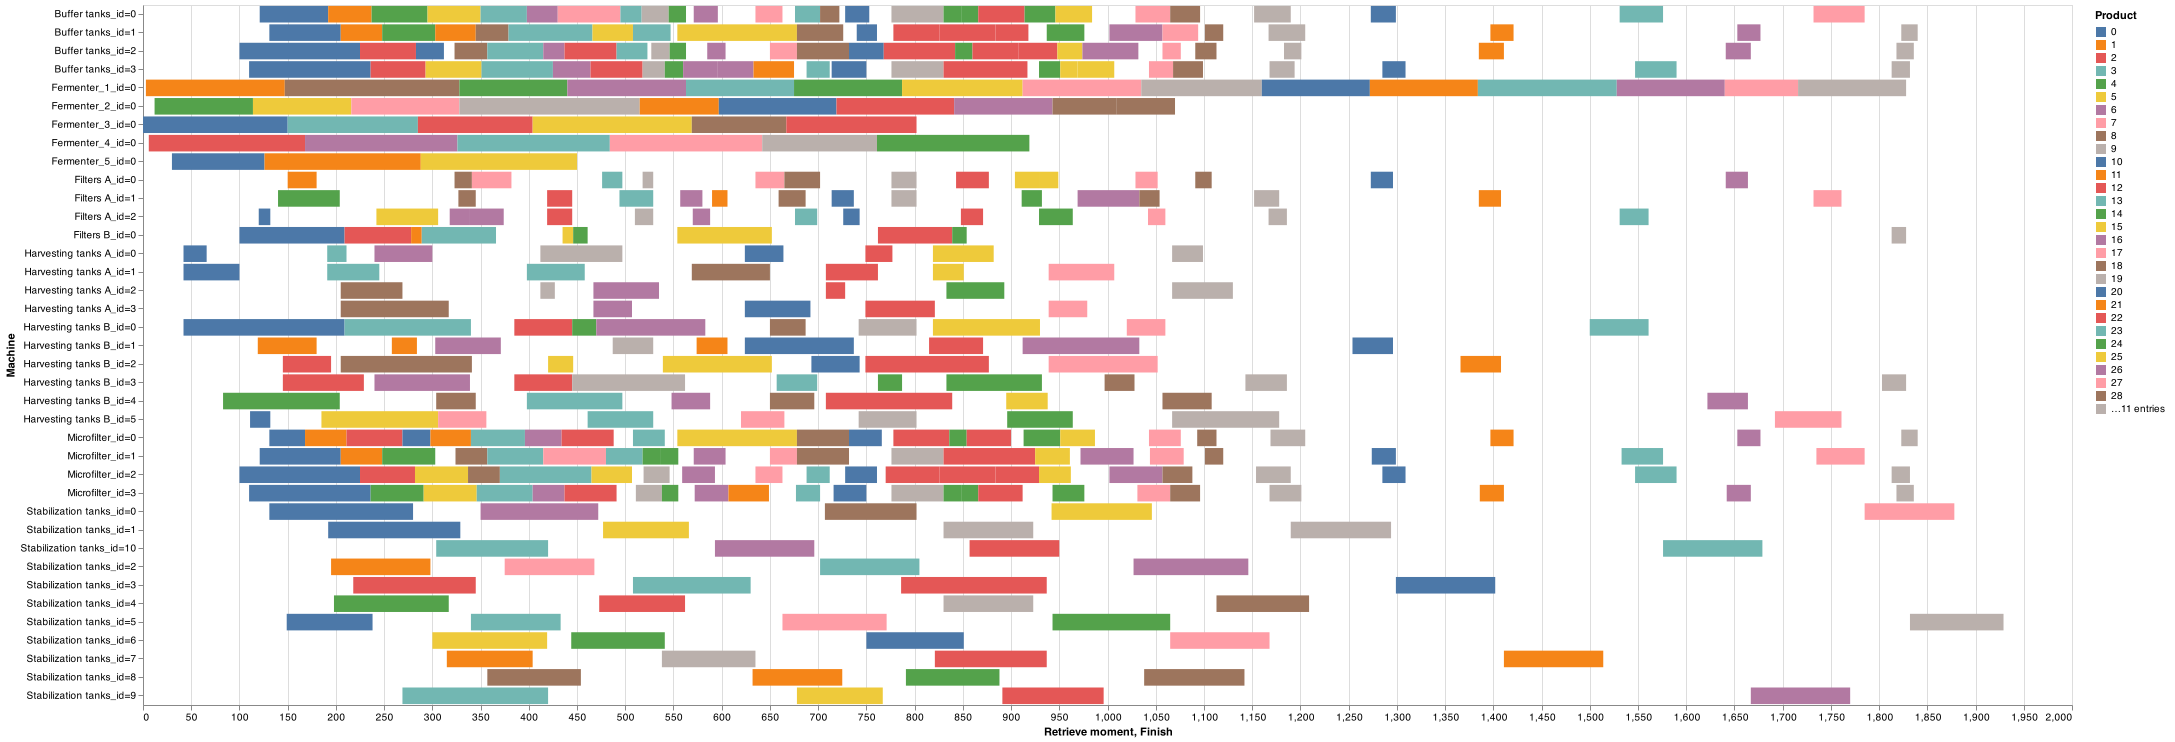 Buffer tanks_id=0
Buffer tanks_id=1
Buffer tanks_id=2
Buffer tanks_id=3
Fermenter_1_id=0
Fermenter_2_id=0
Fermenter_3_id=0
Fermenter_4_id=0
Fermenter_5_id=0
Filters A_id=0
Filters A_id=1
Filters A_id=2
Filters B_id=0
Harvesting tanks A_id=0
Harvesting tanks A_id=1
Harvesting tanks A_id=2
Harvesting tanks A_id=3
Harvesting tanks B_id=0
Harvesting tanks B_id=1
Harvesting tanks B_id=2
Harvesting tanks B_id=3
Harvesting tanks B_id=4
Harvesting tanks B_id=5
Microfilter_id=0
Microfilter_id=1
Microfilter_id=2
Microfilter_id=3
Stabilization tanks_id=0
Stabilization tanks_id=1
Stabilization tanks_id=10
Stabilization tanks_id=2
Stabilization tanks_id=3
Stabilization tanks_id=4
Stabilization tanks_id=5
Stabilization tanks_id=6
Stabilization tanks_id=7
Stabilization tanks_id=8
Stabilization tanks_id=9
Machine
0 50 100 150 200 250 300 350 400 450 500 550 600 650 700 750 800 850 900 950 1,000 1,050 1,100 1,150 1,200 1,250 1,300 1,350 1,400 1,450 1,500 1,550 1,600 1,650 1,700 1,750 1,800 1,850 1,900 1,950 2,000
Retrieve moment, Finish
Product
0
1
2
3
4
5
6
7
8
9
10
11
12
13
14
15
16
17
18
19
20
21
22
23
24
25
26
27
28
…11 entries